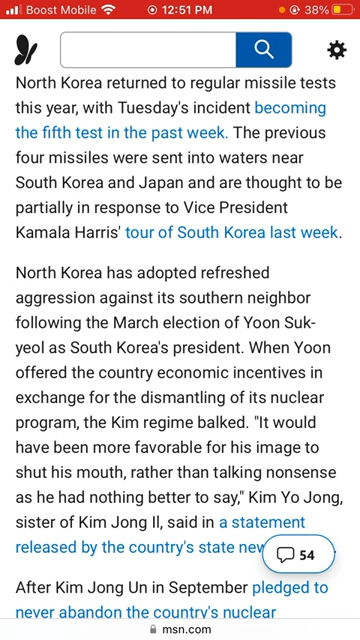 Boost Mobile 12:51 PM 38%
North Korea returned to regular missile tests
this year, with Tuesday's incident becoming
the fifth test in the past week. The previous
four missiles were sent into waters near
South Korea and Japan and are thought to be
partially in response to Vice President
Kamala Harris' tour of South Korea last week.
North Korea has adopted refreshed
aggression against its southern neighbor
following the March election of Yoon Suk-
yeol as South Korea's president. When Yoon
offered the country economic incentives in
exchange for the dismantling of its nuclear
program, the Kim regime balked. "It would
have been more favorable for his image to
shut his mouth, rather than talking nonsense
as he had nothing better to say," Kim Yo Jong,
sister of Kim Jong Il, said in a statement
released by the country's state new
54
After Kim Jong Un in September pledged to
never abandon the country's nuclear
msn.com